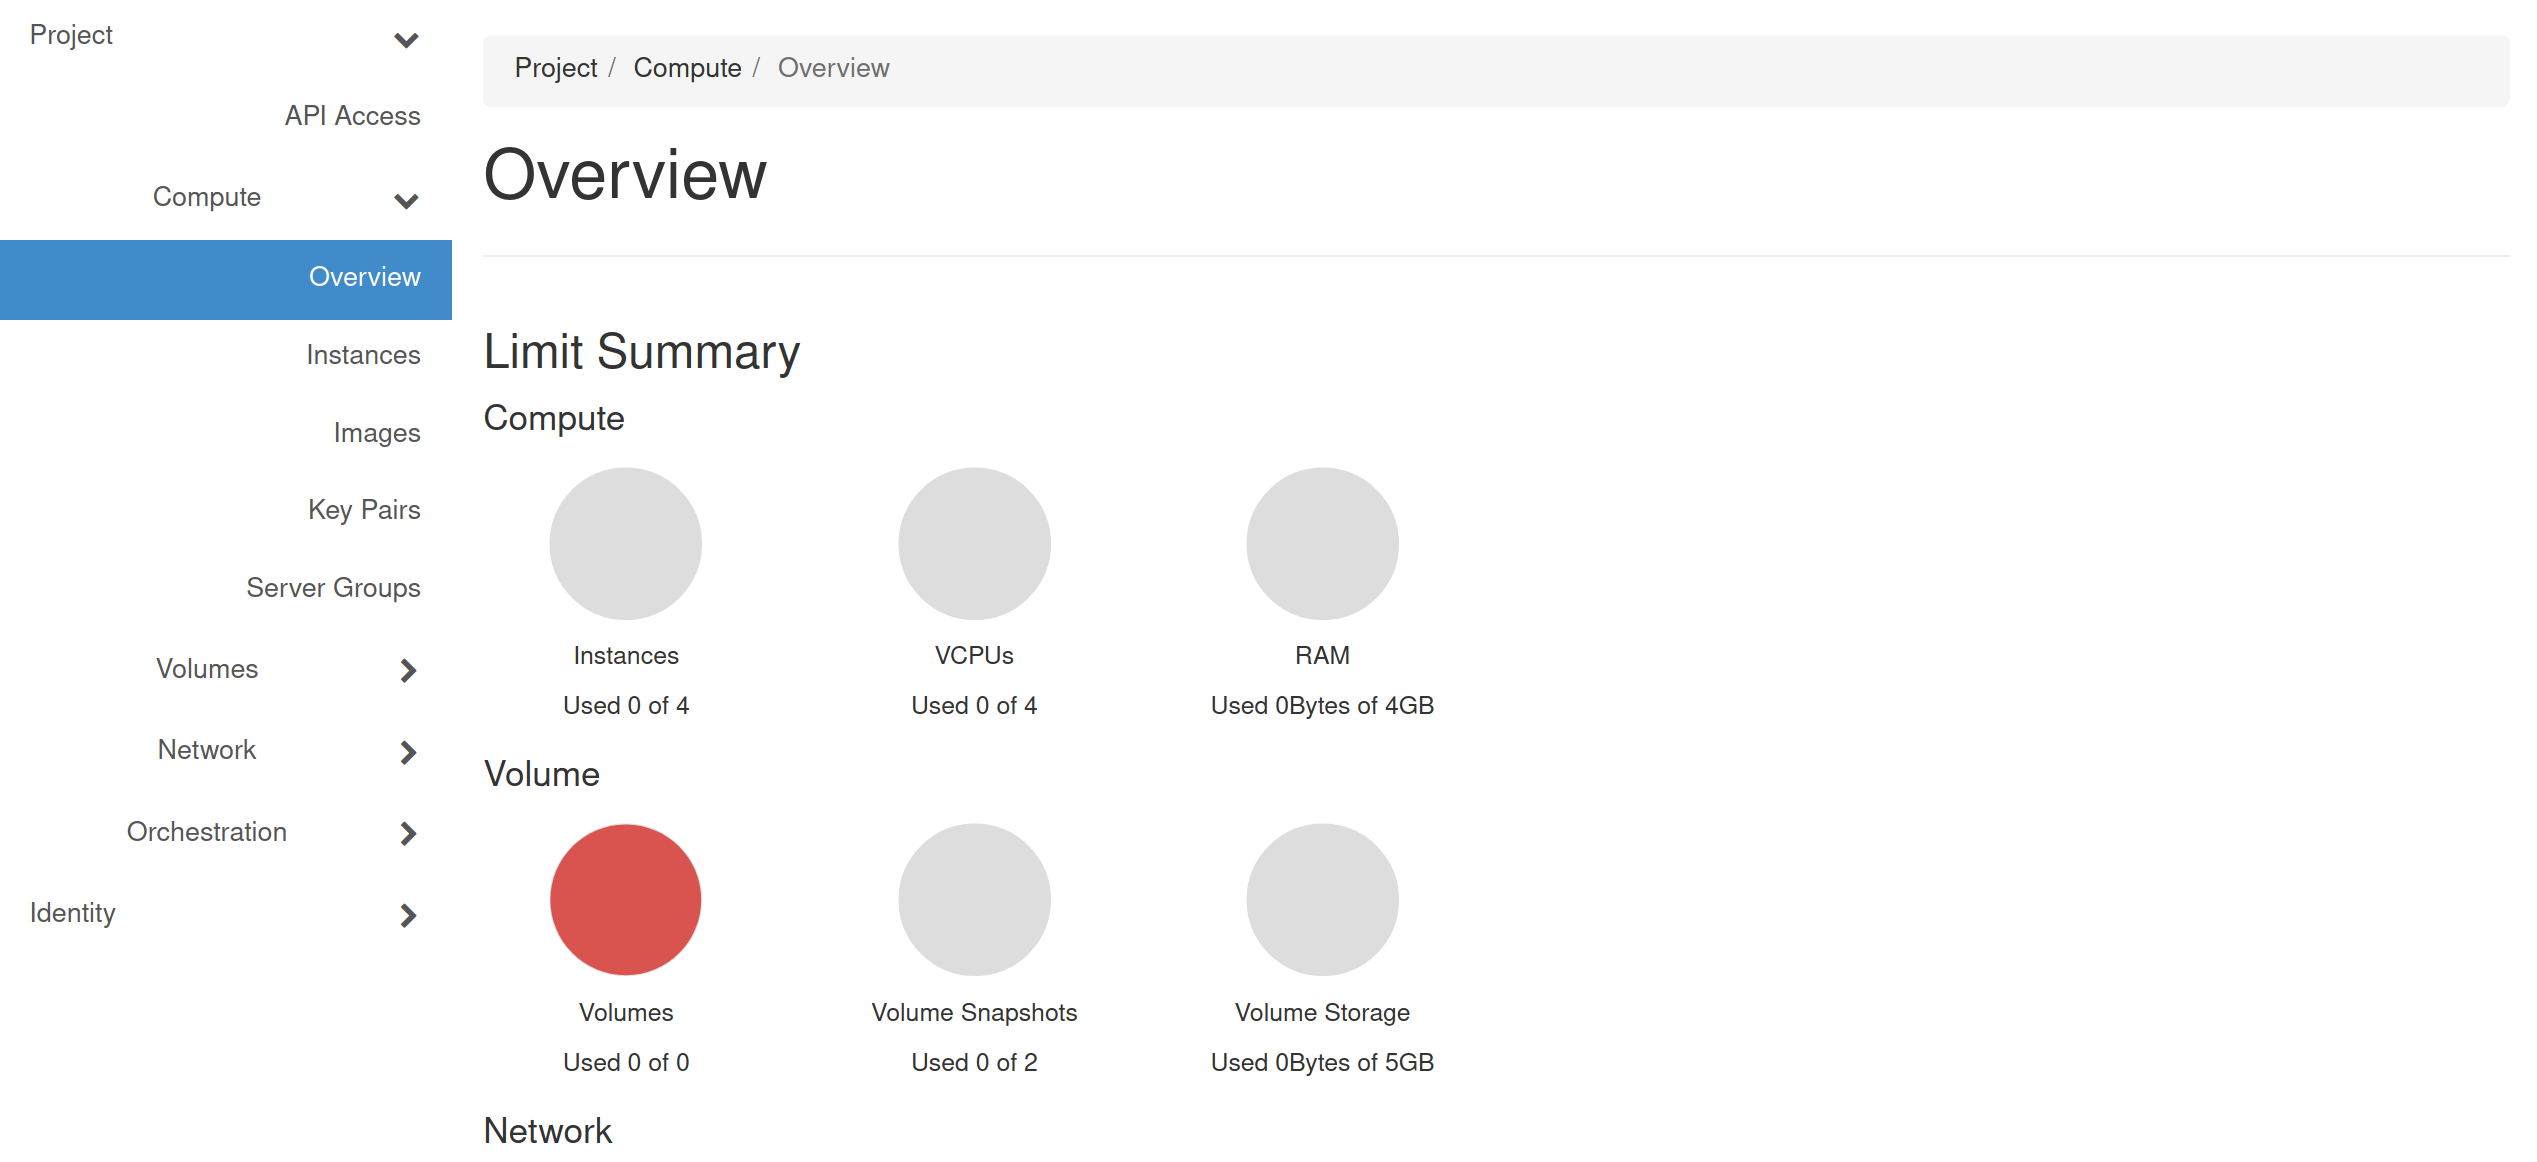 Project
API Access
Compute
Overview
Instances
Images
Key Pairs
Server Groups
Volumes
Network
Orchestration
Identity
Project / Compute / Overview
Overview
Limit Summary
Compute
Instances VCPUs RAM
Used 0 of 4 Used 0 of 4 Used 0Bytes of 4GB
Volume
Volumes Volume Snapshots Volume Storage
Used 0 of 0 Used 0 of 2 Used 0Bytes of 5GB
Network